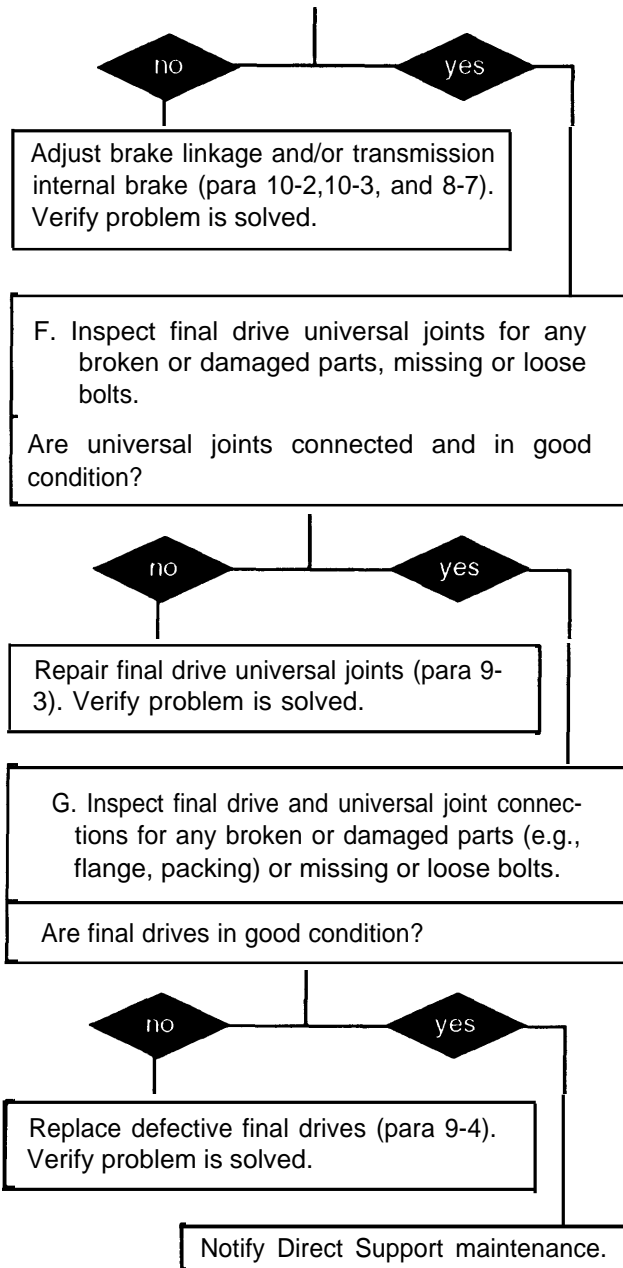 no
yes
Adjust brake linkage and/or transmission
internal brake (para 10-2,10-3, and 8-7).
Verify problem is solved.
F. Inspect final drive universal joints for any
broken or damaged parts, missing or loose
bolts.
Are universal joints connected and in good
condition?
no
yes
Repair final drive universal joints (para 9-
3). Verify problem is solved.
G. Inspect final drive and universal joint connec-
tions for any broken or damaged parts (e.g.,
flange, packing) or missing or loose bolts.
Are final drives in good condition?
no
yes
Replace defective final drives (para 9-4).
Verify problem is solved.
Notify Direct Support maintenance.